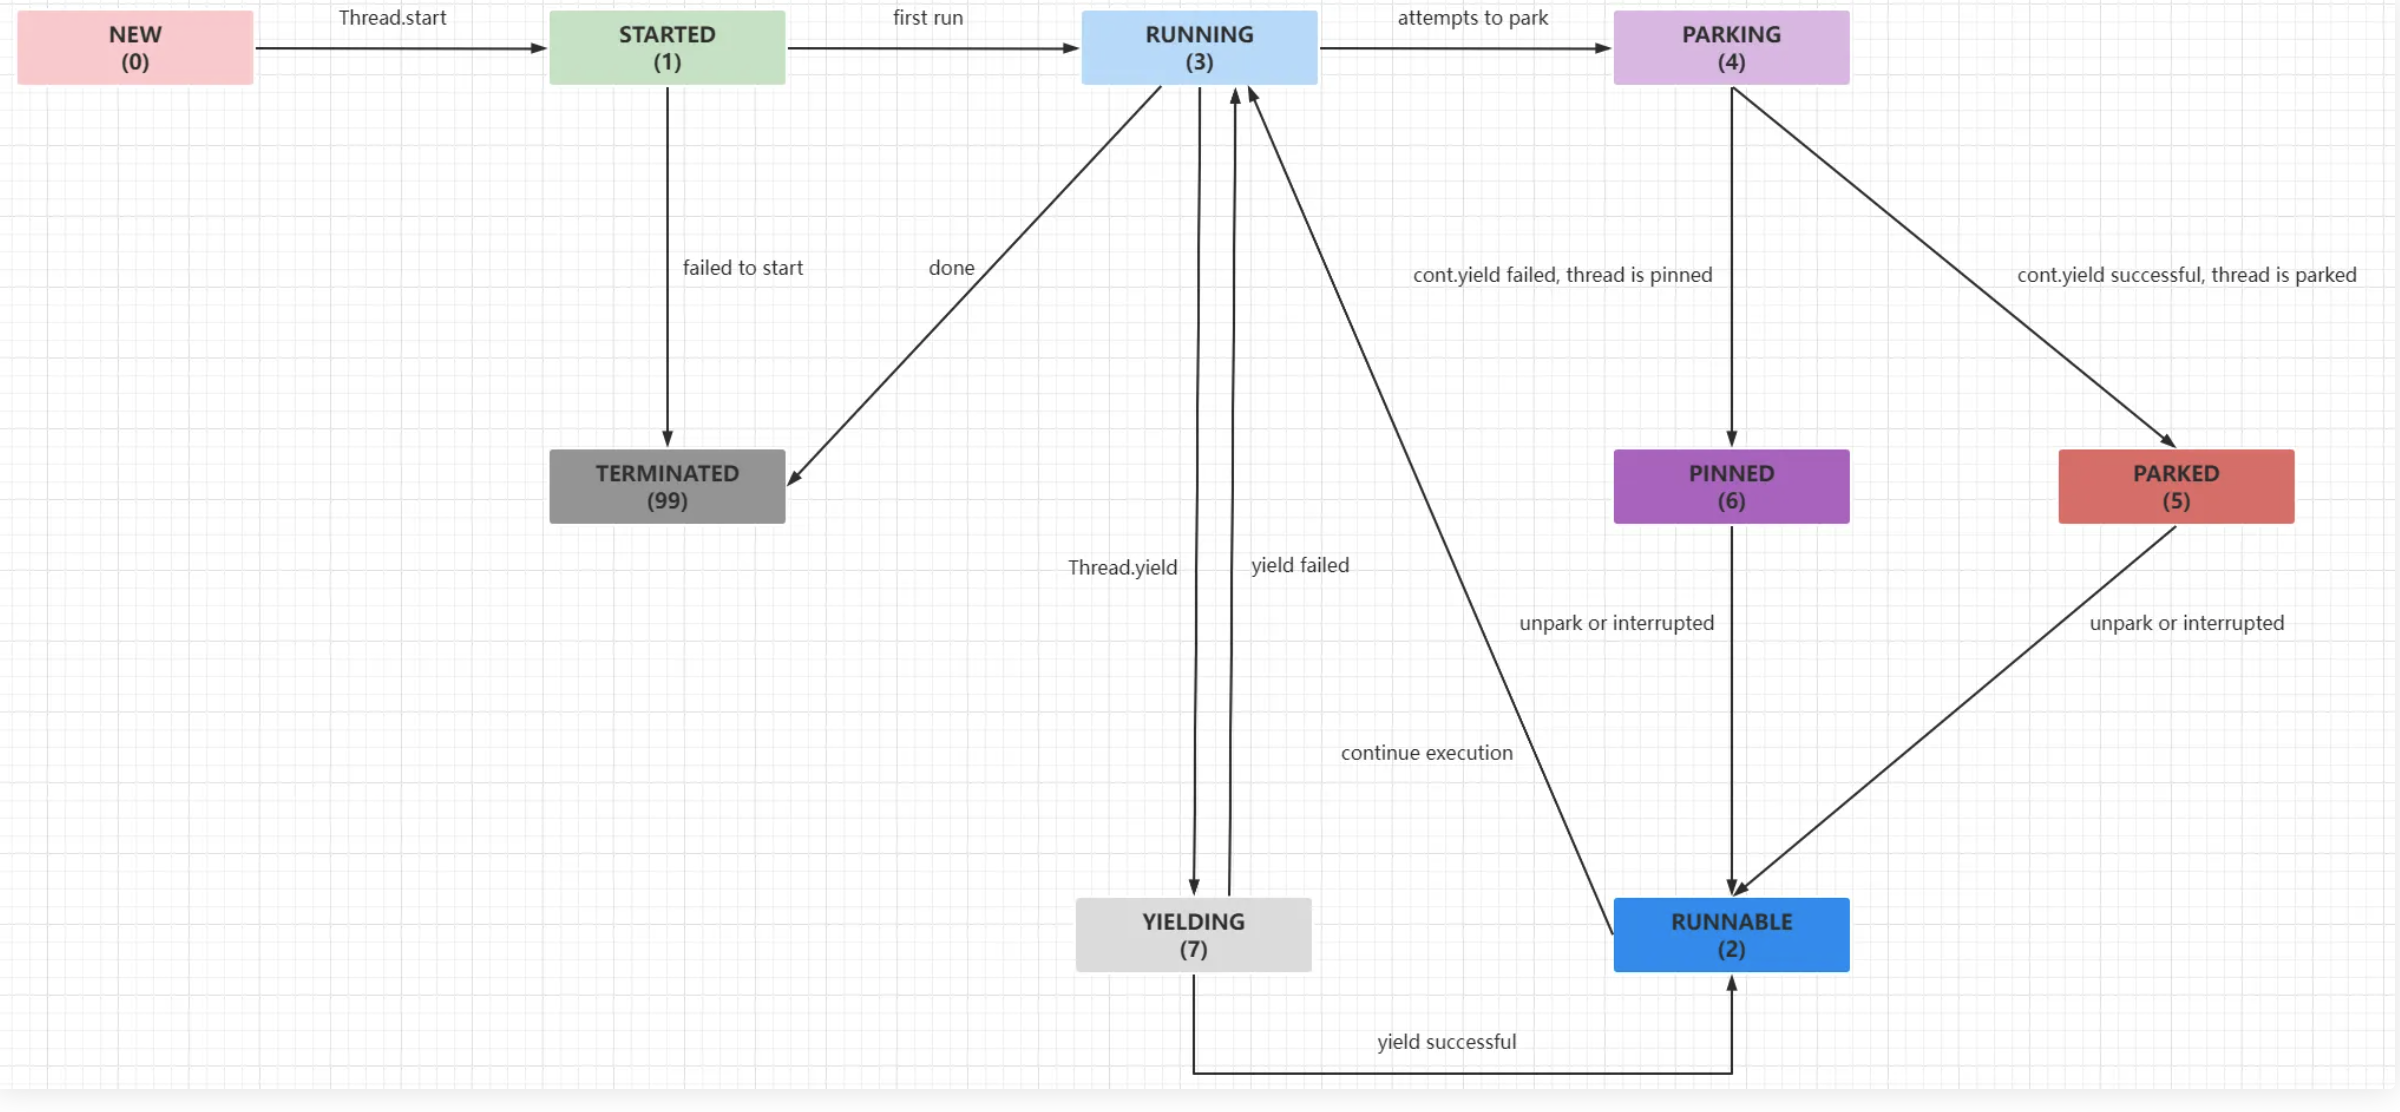 Thread.start
first run
attempts to park
NEW
(0)
STARTED
(1)
RUNNING
(3)
PARKING
(4)
failed to start
done
cont.yield failed, thread is pinned
cont.yield successful, thread is parked
TERMINATED
(99)
PINNED
(6)
PARKED
(5)
Thread.yield
yield failed
unpark or interrupted
unpark or interrupted
continue execution
YIELDING
(7)
RUNNABLE
(2)
yield successful